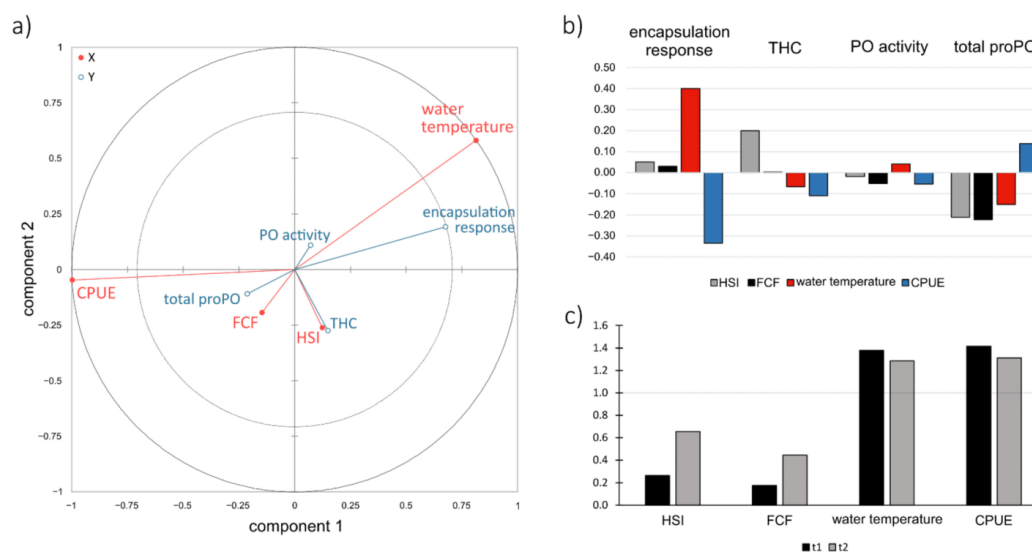 a)
1
0.75
0.5
0.25
0
−0.25
−0.5
−0.75
−1
component 2
X
Y
water
temperature
encapsulation
response
PO activity
CPUE
total proPO
FCF
HSI
THC
−1
−0.75
−0.5
−0.25
0
0.25
0.5
0.75
1
component 1
b)
encapsulation
response
THC
PO activity
total proPO
0.50
0.40
0.30
0.20
0.10
0.00
−0.10
−0.20
−0.30
−0.40
HSI
FCF
water temperature
CPUE
c)
1.6
1.4
1.2
1.0
0.8
0.6
0.4
0.2
0.0
HSI
FCF
water temperature
CPUE
t1
t2